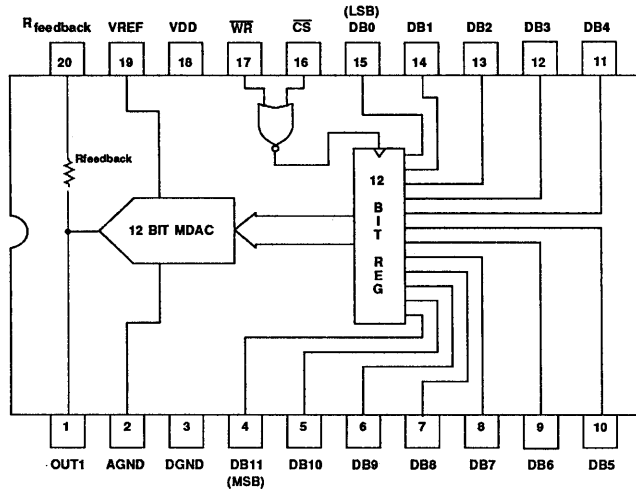 Rfeedback VREF VDD WR CS (LSB) DB0 DB1 DB2 DB3 DB4
20 19 18 17 16 15 14 13 12 11
Rfeedback
12 BIT MDAC
12
B
I
T
R
E
G
1 2 3 4 5 6 7 8 9 10
OUT1 AGND DGND DB11 DB10 DB9 DB8 DB7 DB6 DB5
(MSB)